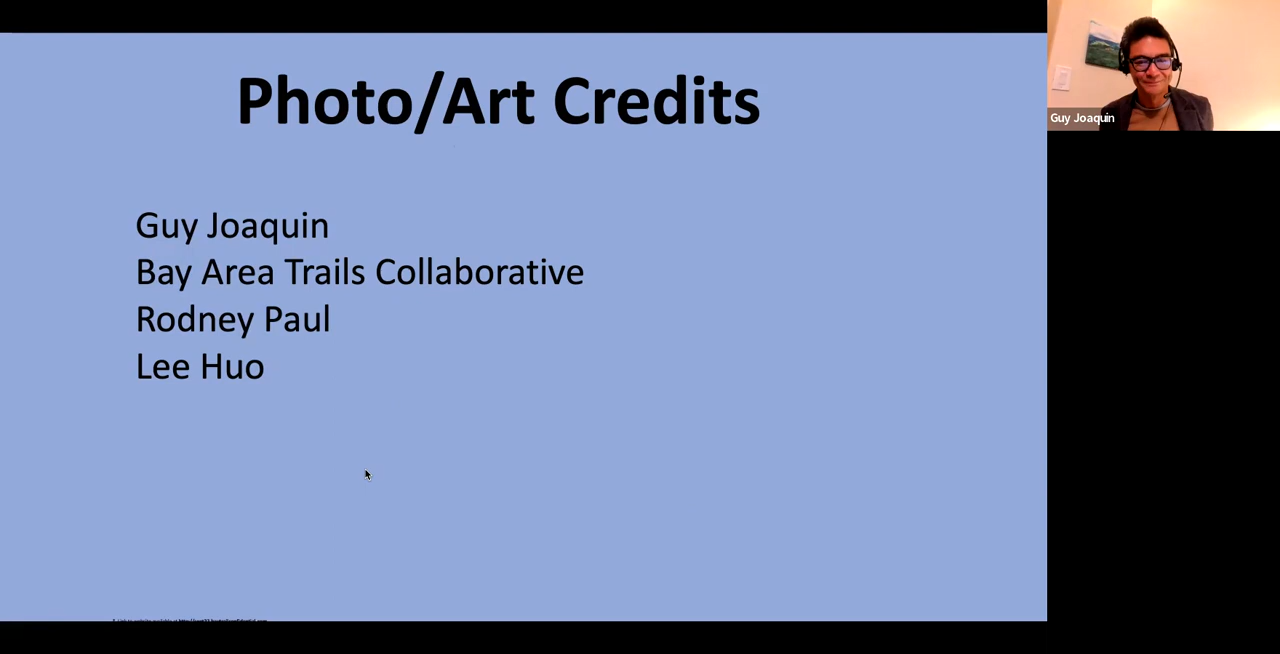 Photo/Art Credits
Guy Joaquin
Bay Area Trails Collaborative
Rodney Paul
Lee Huo
Guy Joaquin